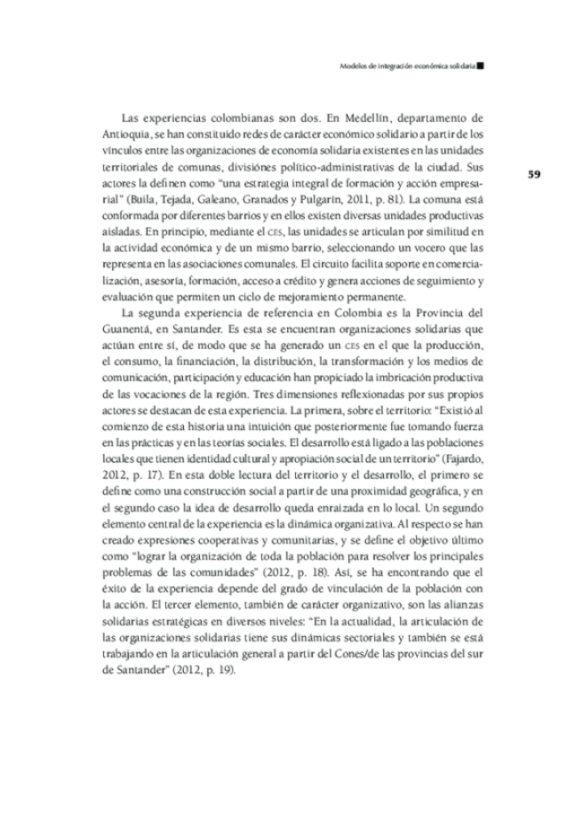 Modelos de integración económica solidaria
Las experiencias colombianas son dos. En Medellín, departamento de
Antioquia, se han constituido redes de carácter económico solidario a partir de los
vínculos entre las organizaciones de economía solidaria existentes en las unidades
territoriales de comunas, divisiónes político-administrativas de la ciudad. Sus
59
actores la definen como “una estrategia integral de formación y acción empresa-
rial” (Buila, Tejada, Galeano, Granados y Pulgarín, 2011, p. 81). La comuna está
conformada por diferentes barrios y en ellos existen diversas unidades productivas
aisladas. En principio, mediante el CES, las unidades se articulan por similitud en
la actividad económica y de un mismo barrio, seleccionando un vocero que las
representa en las asociaciones comunales. El circuito facilita soporte en comercia-
lización, asesoría, formación, acceso a crédito y genera acciones de seguimiento y
evaluación que permiten un ciclo de mejoramiento permanente.
La segunda experiencia de referencia en Colombia es la Provincia del
Guanentá, en Santander. Es esta se encuentran organizaciones solidarias que
actúan entre sí, de modo que se ha generado un CES en el que la producción,
el consumo, la financiación, la distribución, la transformación y los medios de
comunicación, participación y educación han propiciado la imbricación productiva
de las vocaciones de la región. Tres dimensiones reflexionadas por sus propios
actores se destacan de esta experiencia. La primera, sobre el territorio: “Existió al
comienzo de esta historia una intuición que posteriormente fue tomando fuerza
en las prácticas y en las teorías sociales. El desarrollo está ligado a las poblaciones
locales que tienen identidad cultural y apropiación social de un territorio” (Fajardo,
2012, p. 17). En esta doble lectura del territorio y el desarrollo, el primero se
define como una construcción social a partir de una proximidad geográfica, y en
el segundo caso la idea de desarrollo queda enraizada en lo local. Un segundo
elemento central de la experiencia es la dinámica organizativa. Al respecto se han
creado expresiones cooperativas y comunitarias, y se define el objetivo último
como “lograr la organización de toda la población para resolver los principales
problemas de las comunidades” (2012, p. 18). Así, se ha encontrando que el
éxito de la experiencia depende del grado de vinculación de la población con
la acción. El tercer elemento, también de carácter organizativo, son las alianzas
solidarias estratégicas en diversos niveles: “En la actualidad, la articulación de
las organizaciones solidarias tiene sus dinámicas sectoriales y también se está
trabajando en la articulación general a partir del Cones/de las provincias del sur
de Santander” (2012, p. 19).